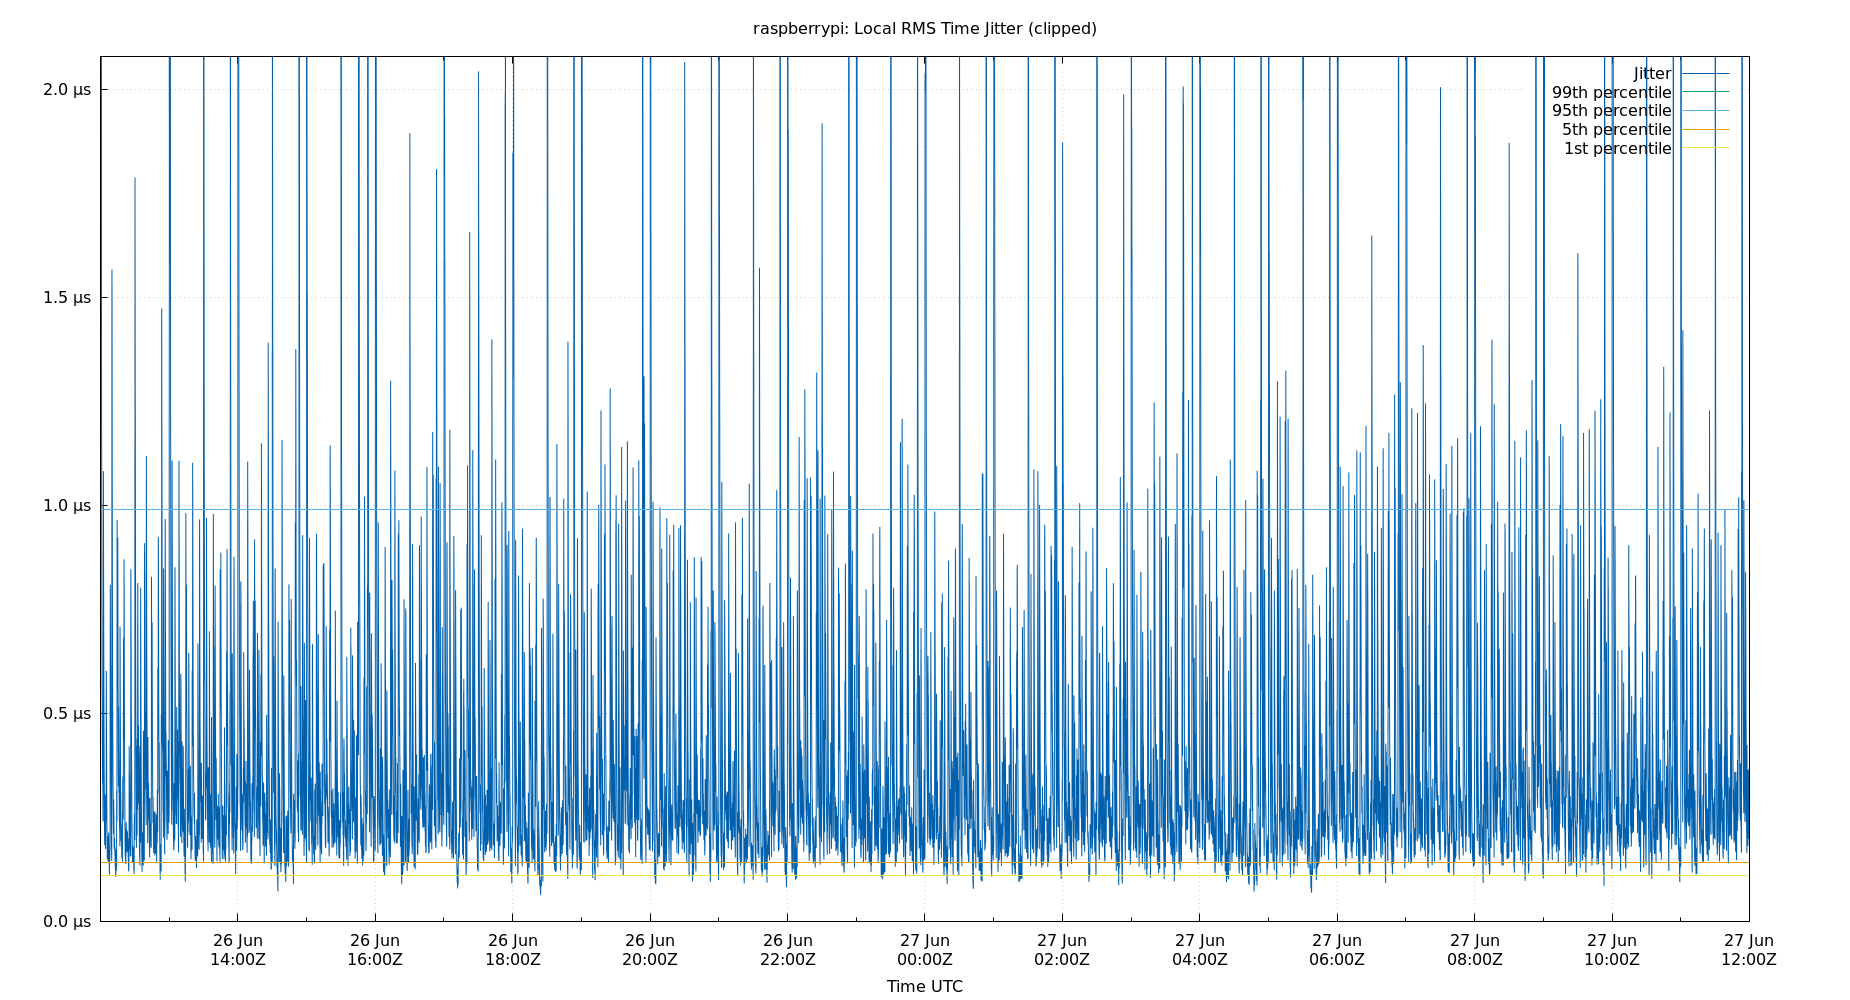 raspberrypi: Local RMS Time Jitter (clipped)
2.0 µs
1.5 µs
1.0 µs
0.5 µs
0.0 µs
Jitter
99th percentile
95th percentile
5th percentile
1st percentile
26 Jun 26 Jun 26 Jun 26 Jun 26 Jun 27 Jun 27 Jun 27 Jun 27 Jun 27 Jun 27 Jun 27 Jun
14:00Z 16:00Z 18:00Z 20:00Z 22:00Z 00:00Z 02:00Z 04:00Z 06:00Z 08:00Z 10:00Z 12:00Z
Time UTC